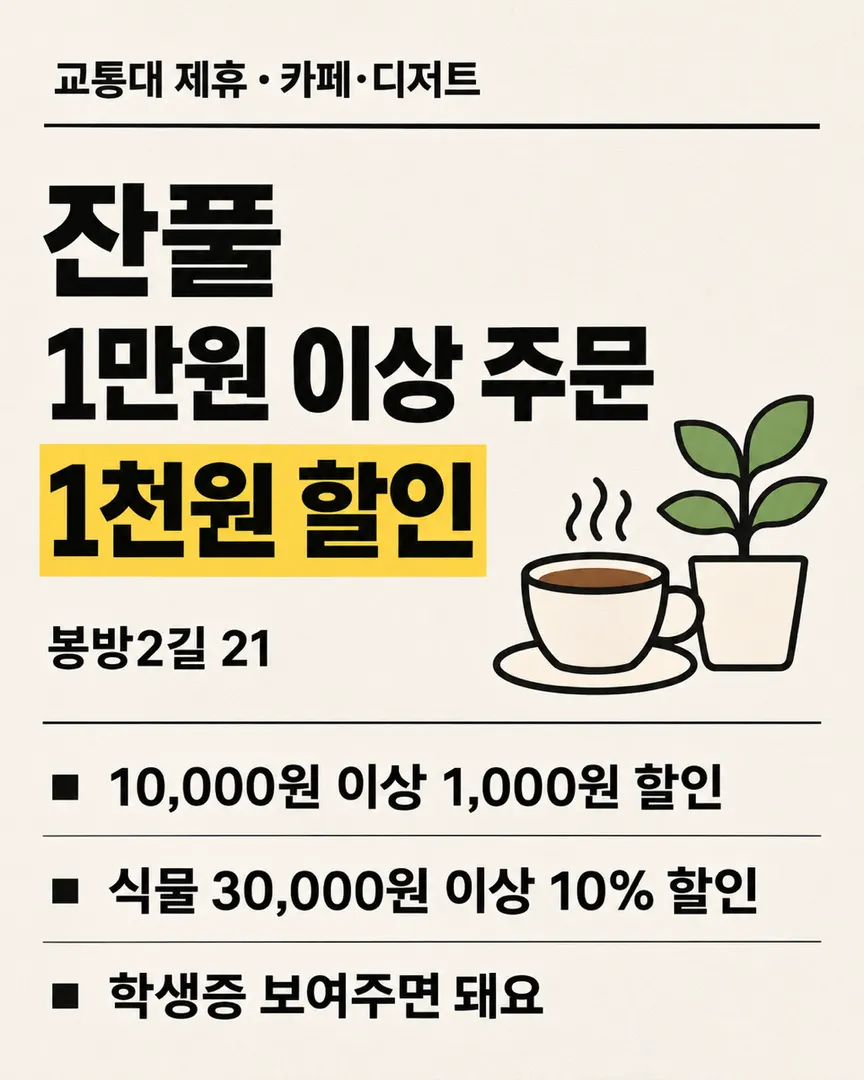 교통대 제휴 · 카페·디저트
잔풀
1만원 이상 주문
1천원 할인
봉방2길 21
■ 10,000원 이상 1,000원 할인
■ 식물 30,000원 이상 10% 할인
■ 학생증 보여주면 돼요